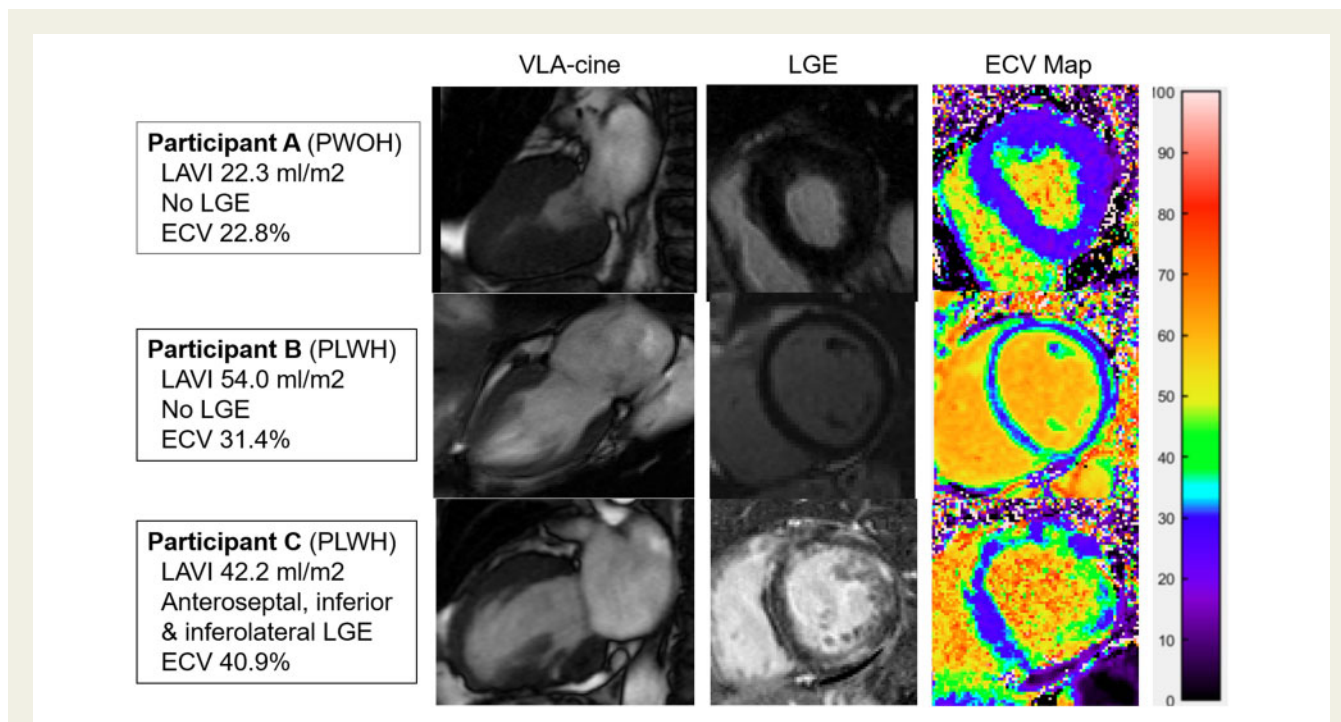 VLA-cine LGE ECV Map
Participant A (PWOH)
LAVI 22.3 ml/m2
No LGE
ECV 22.8%
Participant B (PLWH)
LAVI 54.0 ml/m2
No LGE
ECV 31.4%
Participant C (PLWH)
LAVI 42.2 ml/m2
Anteroseptal, inferior
& inferolateral LGE
ECV 40.9%
100
90
80
70
60
50
40
30
20
10
0